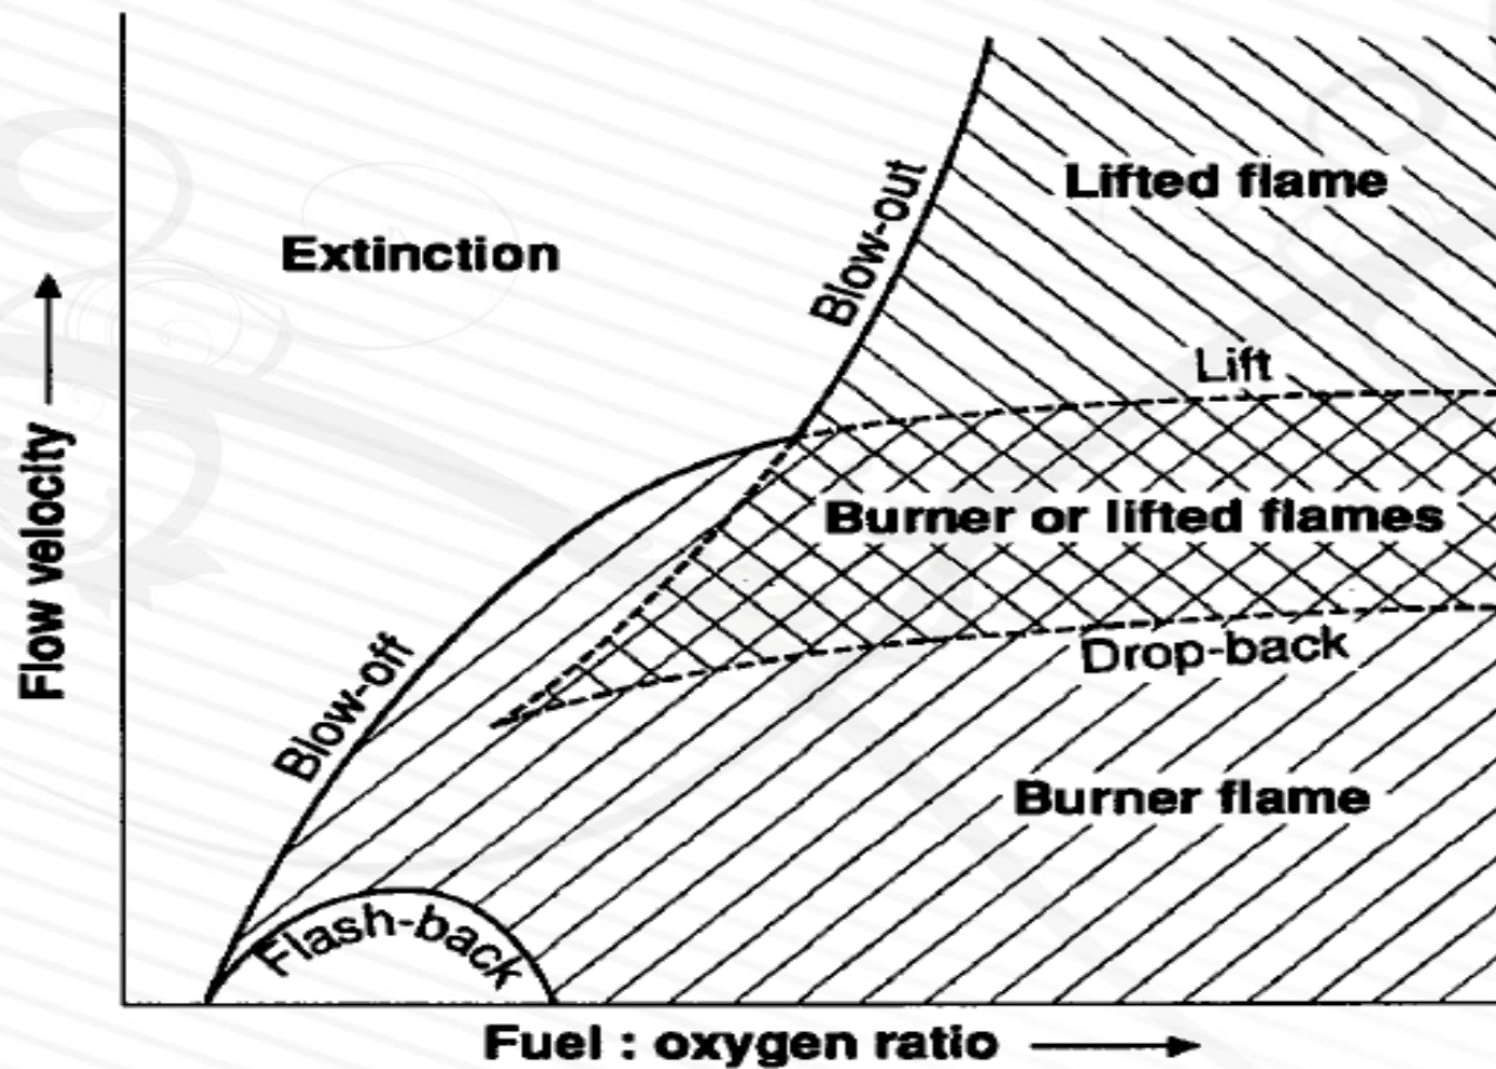 Lifted flame
Extinction
Blow-out
Lift
Burner or lifted flames
Drop-back
Blow-off
Burner flame
Flash-back
Flow velocity
Fuel : oxygen ratio